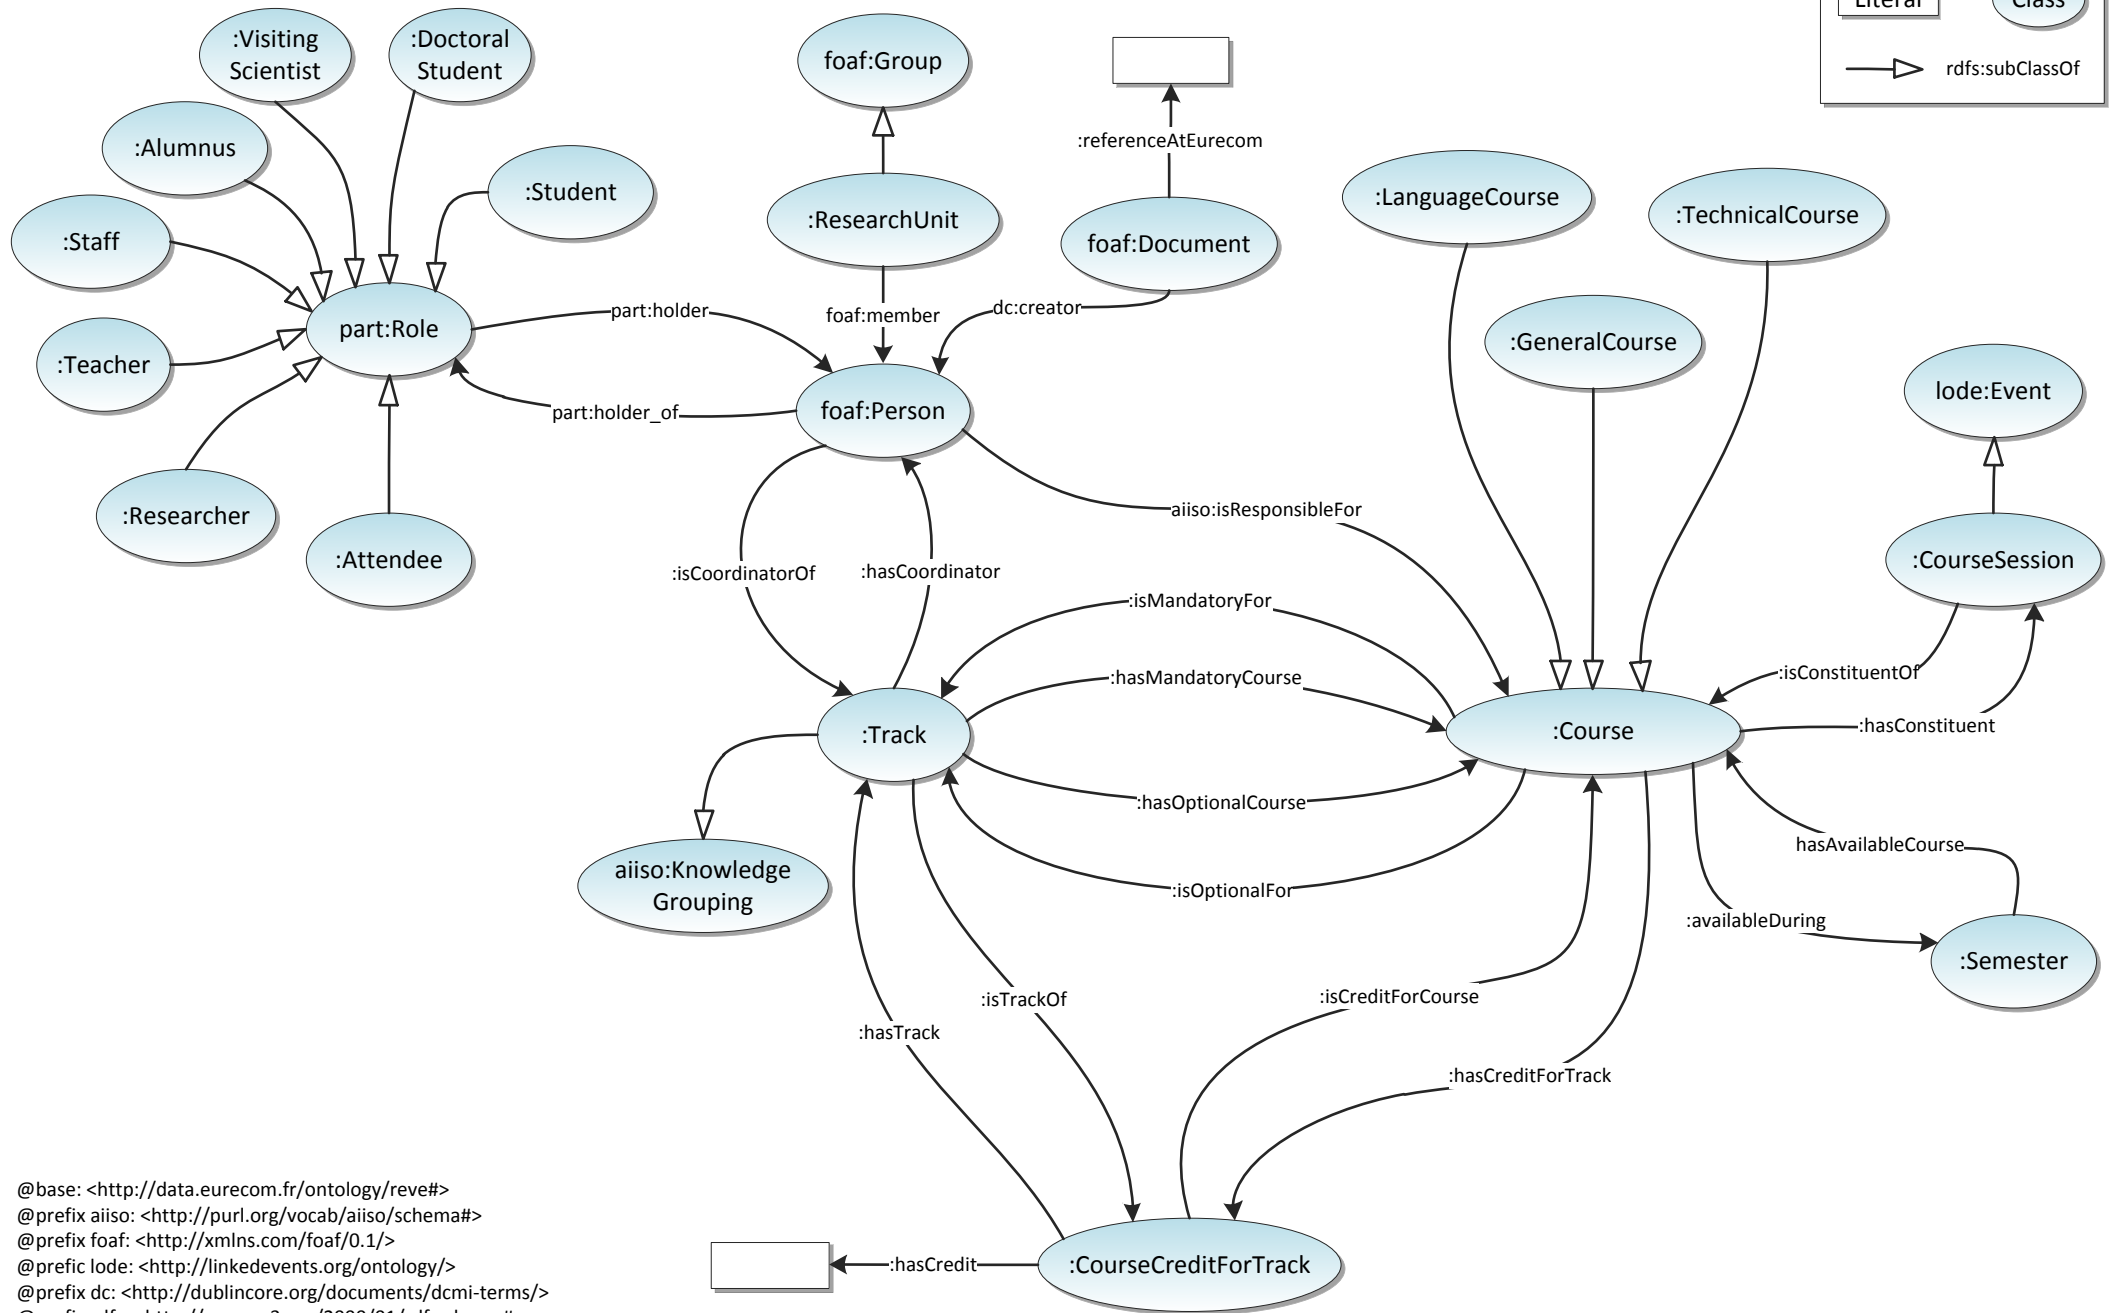 :Visiting
Scientist
:Doctoral
Student
foaf:Group
Literal
Class
rdfs:subClassOf
:Alumnus
:referenceAtEurecom
:Student
:LanguageCourse
:TechnicalCourse
:Staff
:ResearchUnit
foaf:Document
part:Role
part:holder
foaf:member
dc:creator
:GeneralCourse
:Teacher
part:holder_of
foaf:Person
lode:Event
:Researcher
aiiso:isResponsibleFor
:Attendee
:CourseSession
:isCoordinatorOf
:hasCoordinator
:isMandatoryFor
:hasMandatoryCourse
:isConstituentOf
:Track
:Course
:hasConstituent
:hasOptionalCourse
hasAvailableCourse
aiiso:Knowledge
Grouping
:isOptionalFor
:availableDuring
:Semester
:isTrackOf
:isCreditForCourse
:hasTrack
:hasCreditForTrack
:hasCredit
:CourseCreditForTrack
@base: <http://data.eurecom.fr/ontology/reve#>
@prefix aiiso: <http://purl.org/vocab/aiiso/schema#>
@prefix foaf: <http://xmlns.com/foaf/0.1/>
@prefic lode: <http://linkedevents.org/ontology/>
@prefix dc: <http://dublincore.org/documents/dcmi-terms/>